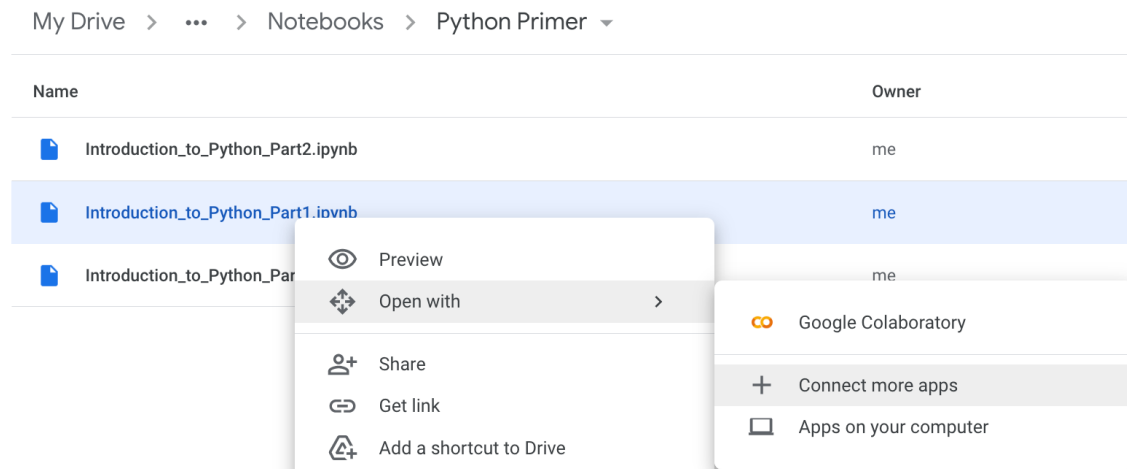 My Drive > ••• > Notebooks > Python Primer
Name Owner
Introduction_to_Python_Part2.ipynb me
Introduction_to_Python_Part1.ipynb me
Introduction_to_Python_Par me
Preview
Open with
Google Colaboratory
Share
Connect more apps
Get link
Apps on your computer
Add a shortcut to Drive